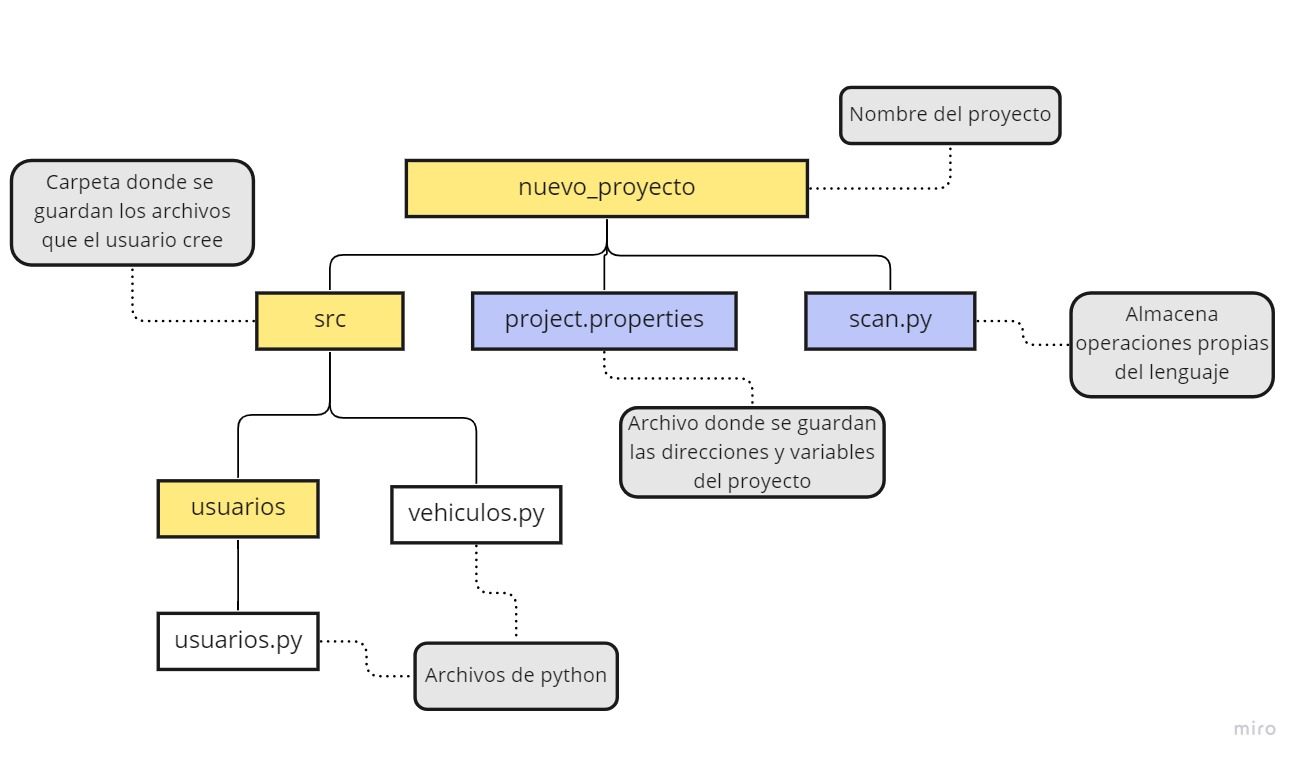 Nombre del proyecto
nuevo_proyecto
Carpeta donde se
guardan los archivos
que el usuario cree
src
project.properties
scan.py
Almacena
operaciones propias
del lenguaje
Archivo donde se guardan
las direcciones y variables
del proyecto
usuarios
vehiculos.py
usuarios.py
Archivos de python
miro